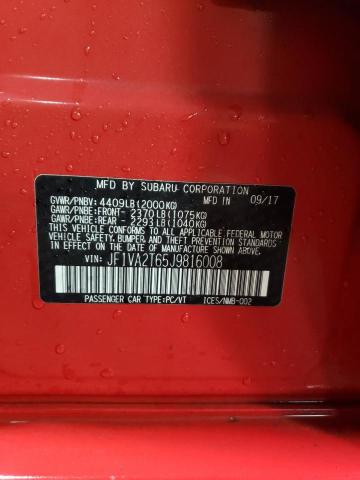 MFD BY SUBARU CORPORATION
GVWR/PNBV: 4409LB(2000KG) MFD IN 09/17
GAWR/PNBE:FRONT- 2370LB(1075KG)
GAWR/PNBE:REAR - 2293LB(1040KG)
THIS VEHICLE CONFORMS TO ALL APPLICABLE FEDERAL MOTOR
VEHICLE SAFETY, BUMPER, AND THEFT PREVENTION STANDARDS
IN EFFECT ON THE DATE OF MANUFACTURE SHOWN ABOVE.
VIN: JF1VA2T65J9816008
PASSENGER CAR TYPE:PC/VT ICES/NMB-002